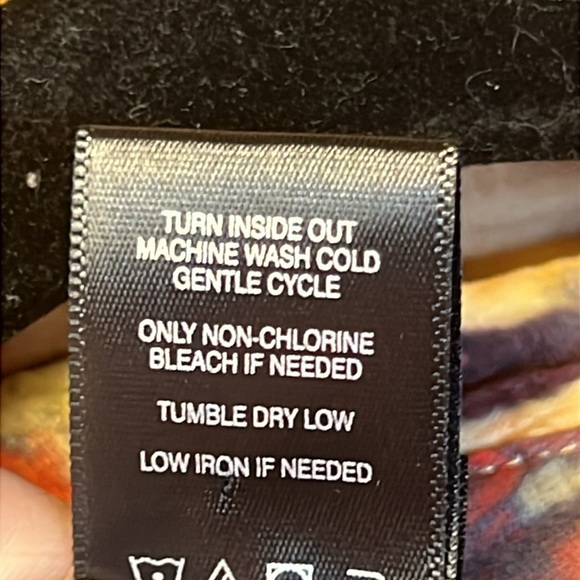 TURN INSIDE OUT
MACHINE WASH COLD
GENTLE CYCLE
ONLY NON-CHLORINE
BLEACH IF NEEDED
TUMBLE DRY LOW
LOW IRON IF NEEDED